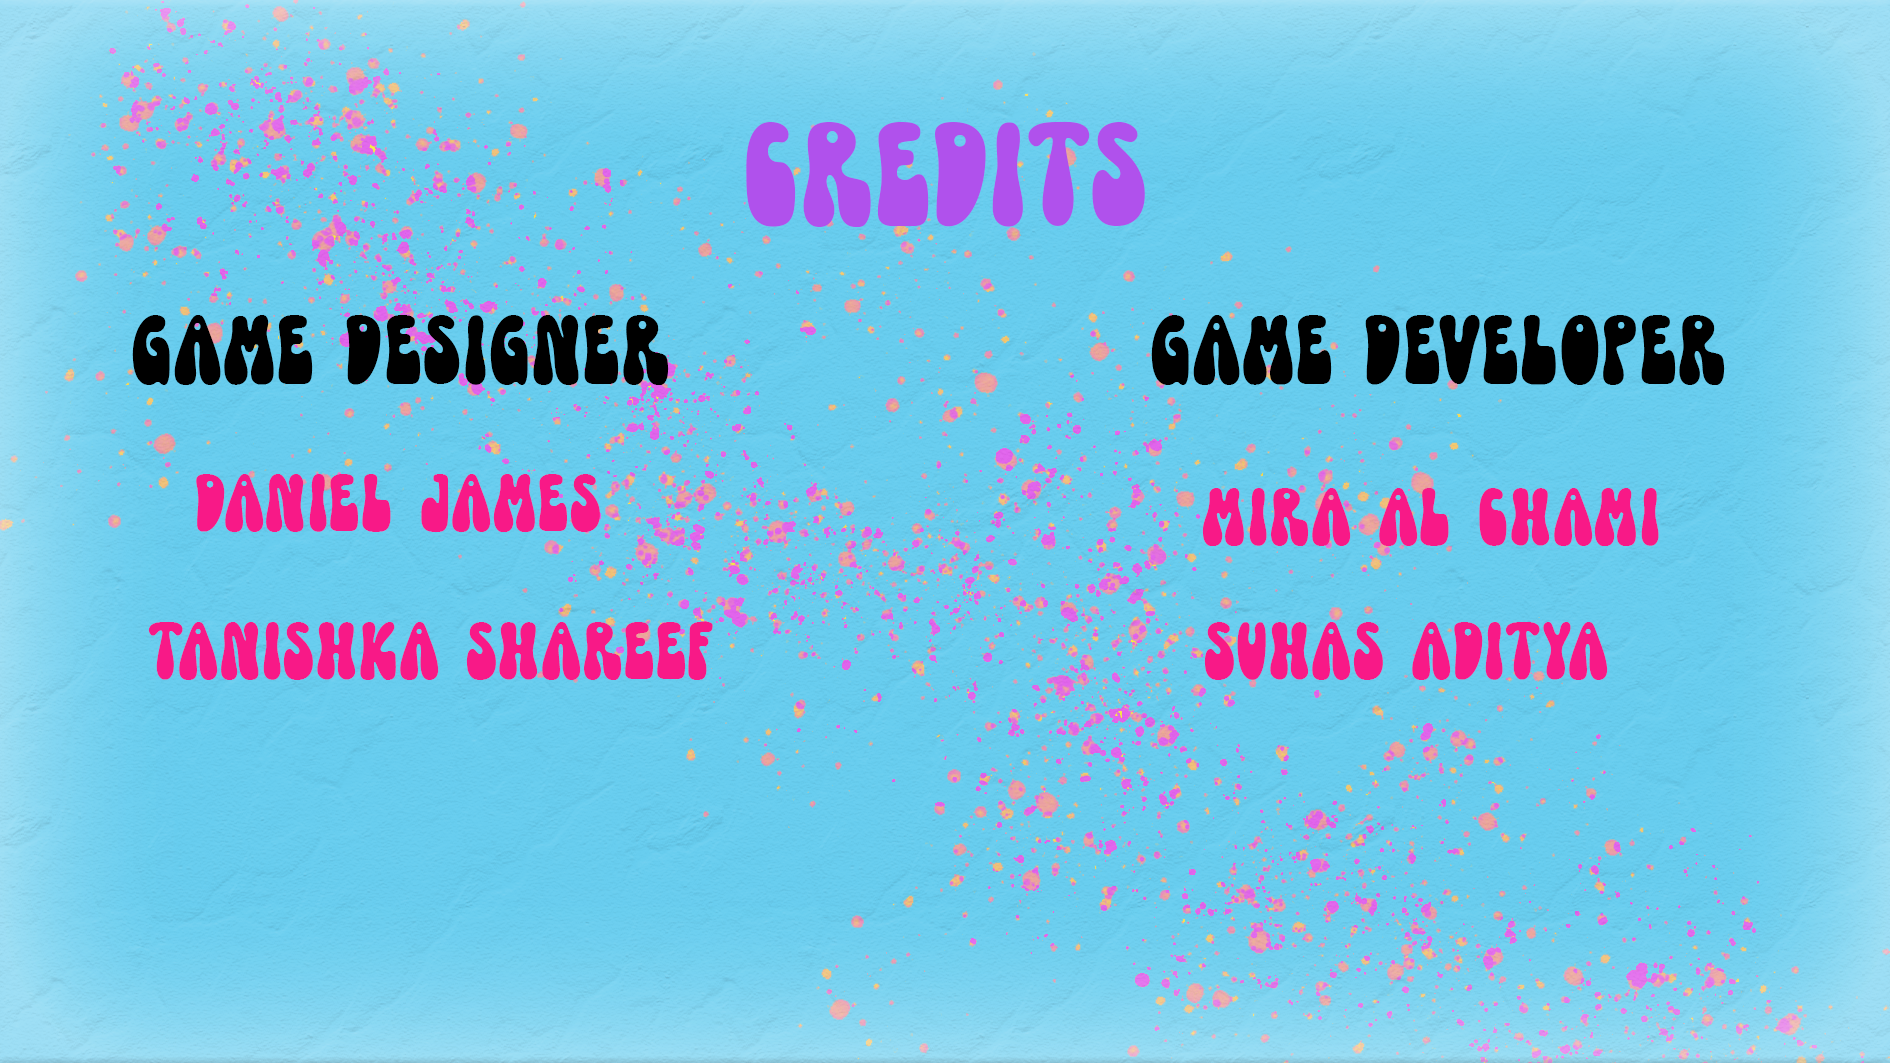 CREDITS
GAME DESIGNER
DANIEL JAMES
TANISHKA SHAREEF
GAME DEVELOPER
MIRA AL CHAMI
SUHAS ADITYA